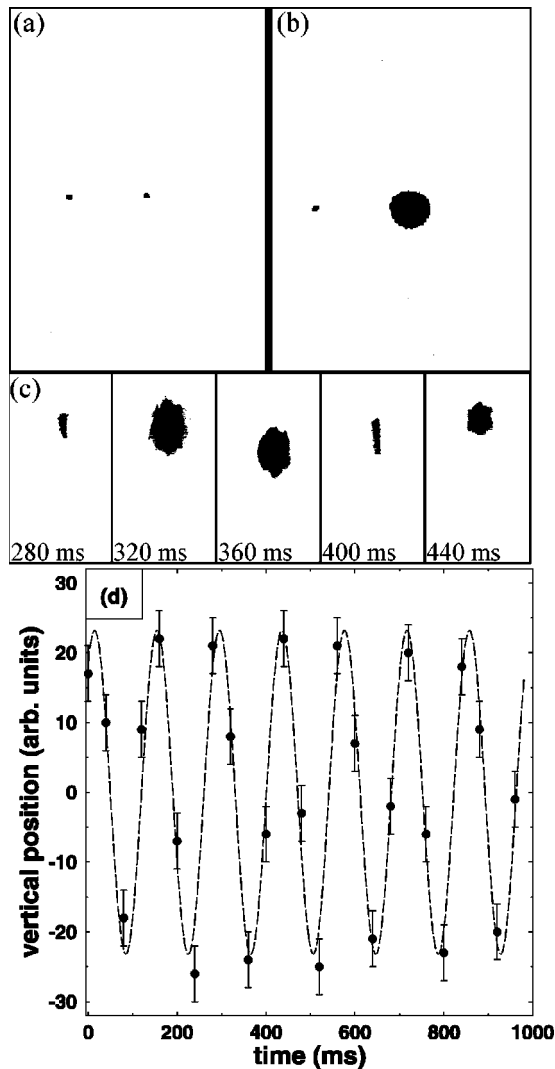 (a)
(b)
(c)
280 ms
320 ms
360 ms
400 ms
440 ms
(d)
30
20
10
0
-10
-20
-30
vertical position (arb. units)
0
200
400
600
800
1000
time (ms)